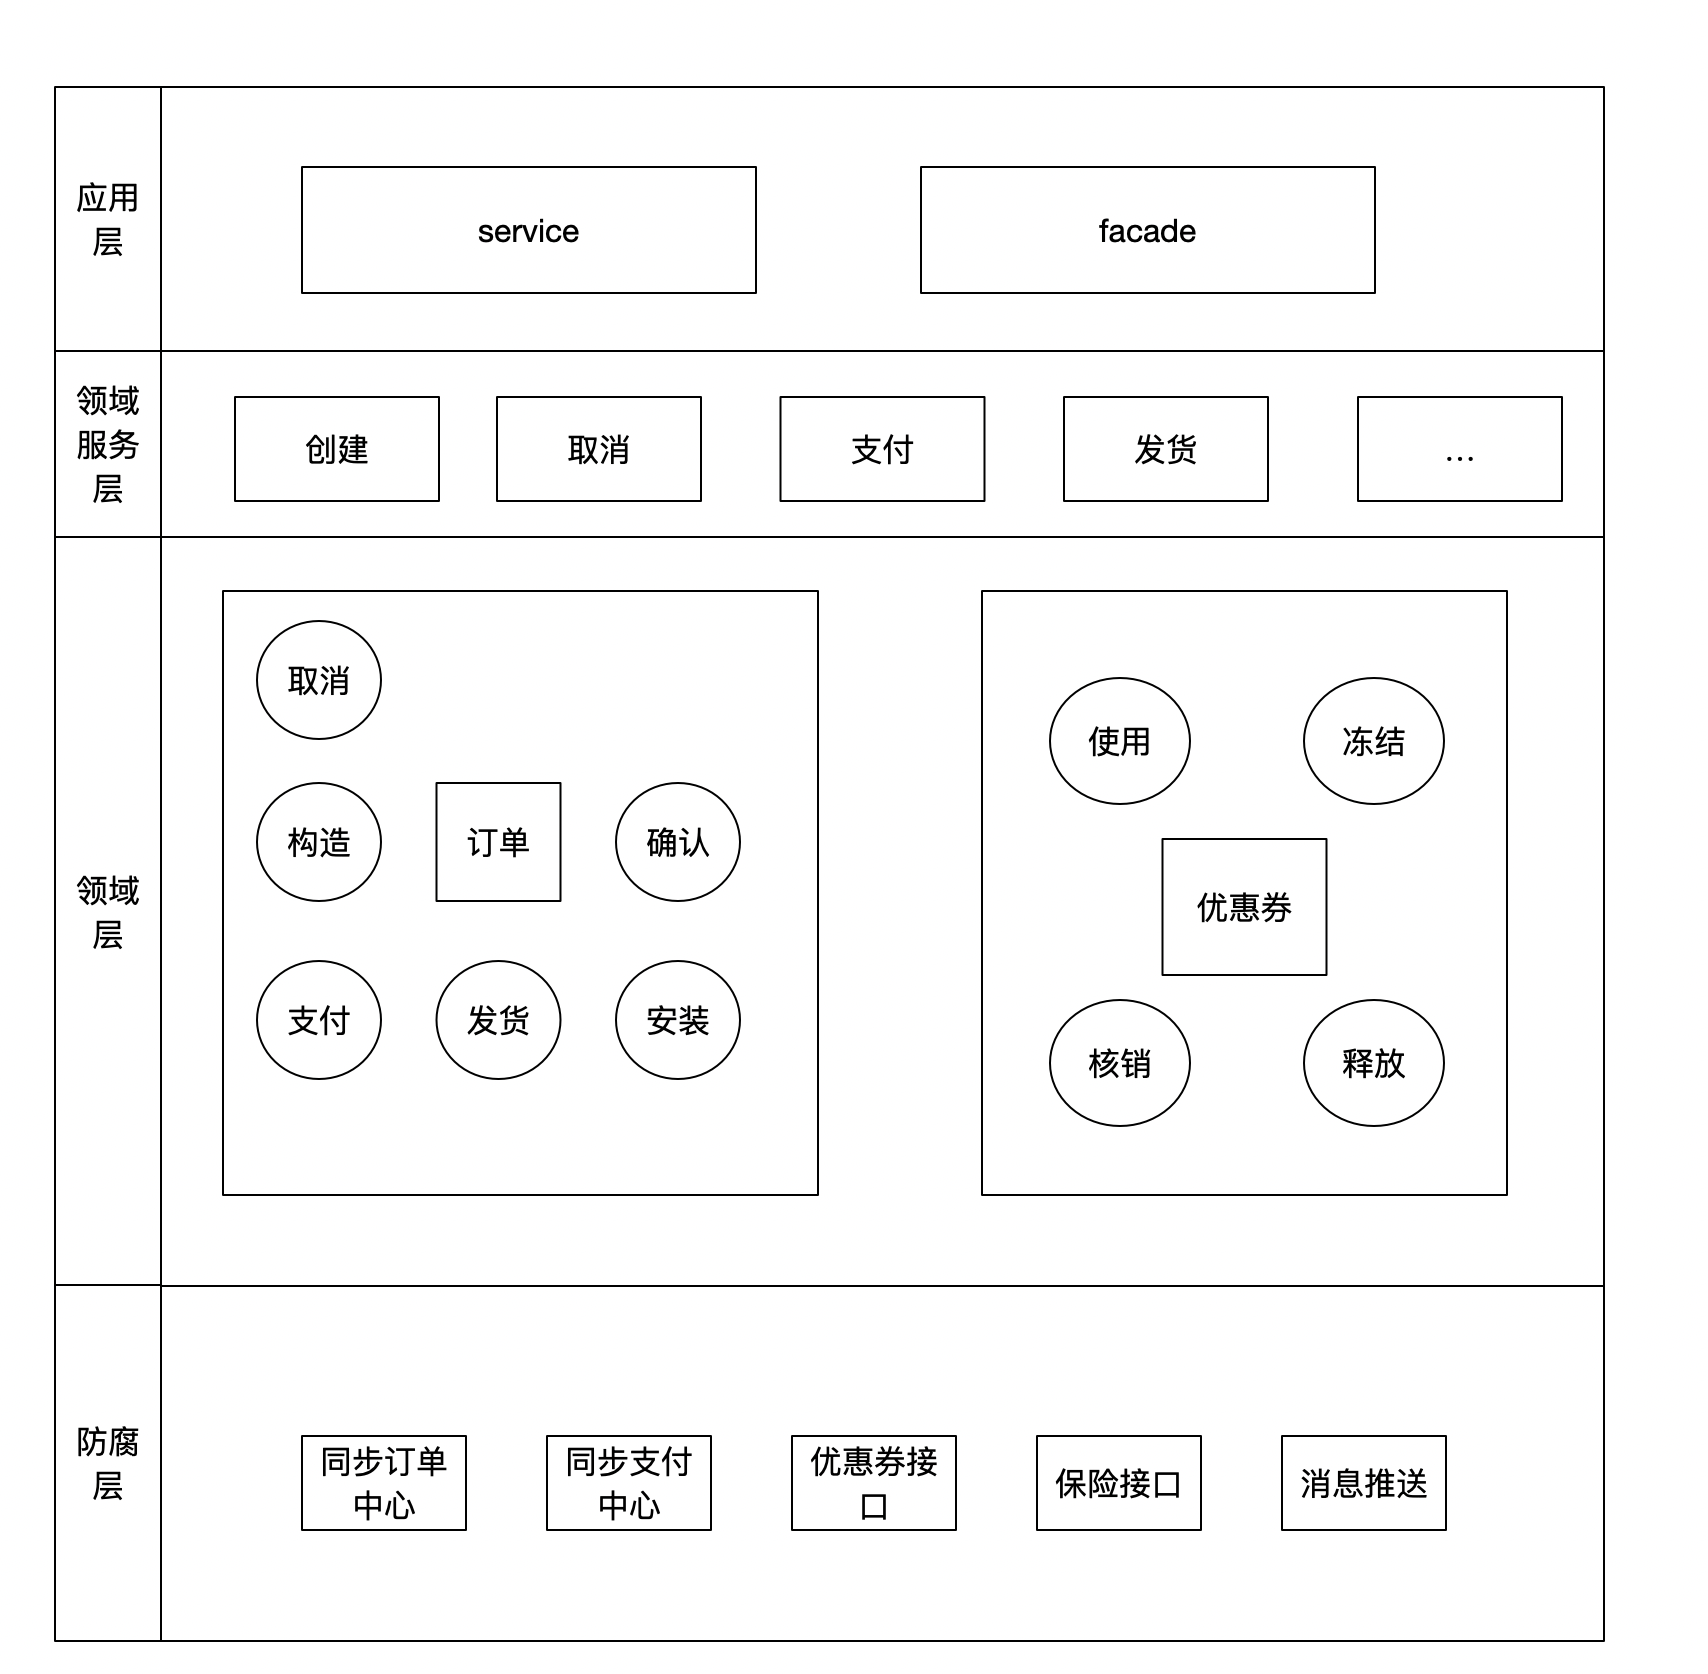 应用
层
service
facade
领域
服务
层
创建
取消
支付
发货
...
领域
层
取消
构造
订单
确认
支付
发货
安装
使用
冻结
优惠券
核销
释放
防腐
层
同步订单
中心
同步支付
中心
优惠券接
口
保险接口
消息推送